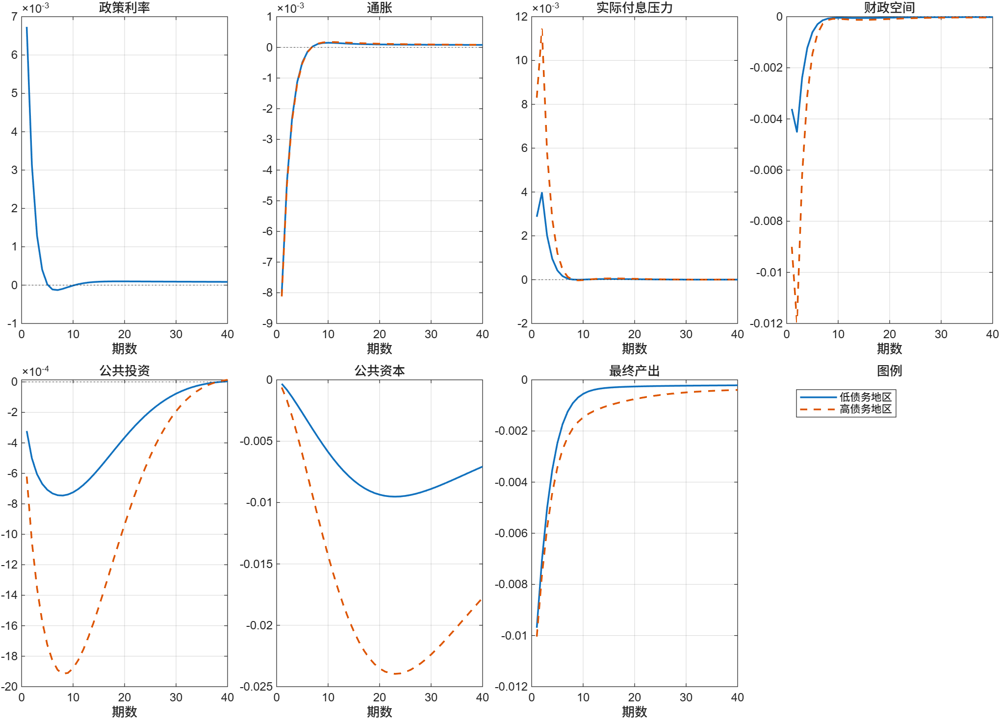 ×10-3 政策利率
7
6
5
4
3
2
1
0
-1
0 10 20 30 40
期数
×10-3 通胀
1
0
-1
-2
-3
-4
-5
-6
-7
-8
-9
0 10 20 30 40
期数
×10-3 实际付息压力
12
10
8
6
4
2
0
-2
0 10 20 30 40
期数
财政空间
0
-0.002
-0.004
-0.006
-0.008
-0.01
-0.012
0 10 20 30 40
期数
×10-4 公共投资
0
-2
-4
-6
-8
-10
-12
-14
-16
-18
-20
0 10 20 30 40
期数
公共资本
0
-0.005
-0.01
-0.015
-0.02
-0.025
0 10 20 30 40
期数
最终产出
0
-0.002
-0.004
-0.006
-0.008
-0.01
-0.012
0 10 20 30 40
期数
图例
低债务地区
高债务地区